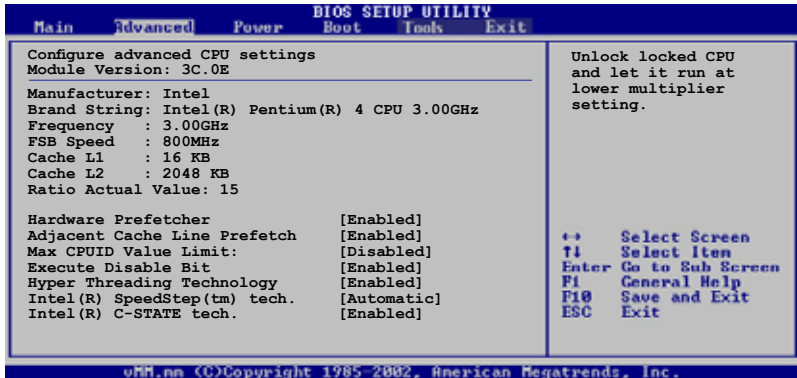 BIOS SETUP UTILITY
Main Advanced Power Boot Tools Exit
Configure advanced CPU settings
Module Version: 3C.0E
Manufacturer: Intel
Brand String: Intel(R) Pentium(R) 4 CPU 3.00GHz
Frequency : 3.00GHz
FSB Speed : 800MHz
Cache L1 : 16 KB
Cache L2 : 2048 KB
Ratio Actual Value: 15
Hardware Prefetcher [Enabled]
Adjacent Cache Line Prefetch [Enabled]
Max CPUID Value Limit: [Disabled]
Execute Disable Bit [Enabled]
Hyper Threading Technology [Enabled]
Intel(R) SpeedStep(tm) tech. [Automatic]
Intel(R) C-STATE tech. [Enabled]
Unlock locked CPU
and let it run at
lower multiplier
setting.
↔ Select Screen
↑↓ Select Item
Enter Go to Sub Screen
F1 General Help
F10 Save and Exit
ESC Exit
vMM.mm (C)Copyright 1985-2002, American Megatrends, Inc.